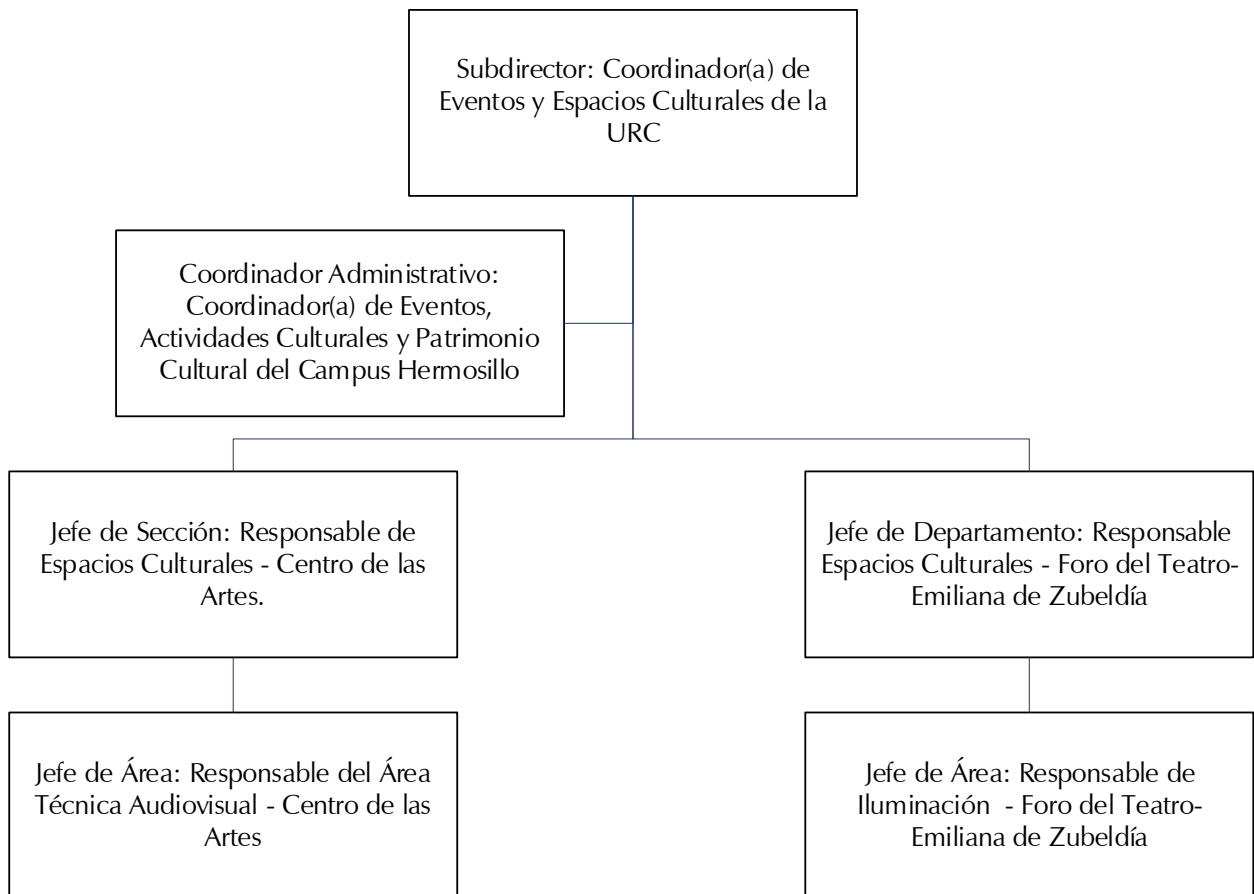 Subdirector: Coordinador(a) de
Eventos y Espacios Culturales de la
URC
Coordinador Administrativo:
Coordinador(a) de Eventos,
Actividades Culturales y Patrimonio
Cultural del Campus Hermosillo
Jefe de Sección: Responsable de
Espacios Culturales - Centro de las
Artes.
Jefe de Departamento: Responsable
Espacios Culturales - Foro del Teatro-
Emiliana de Zubeldía
Jefe de Área: Responsable del Área
Técnica Audiovisual - Centro de las
Artes
Jefe de Área: Responsable de
Iluminación - Foro del Teatro-
Emiliana de Zubeldía